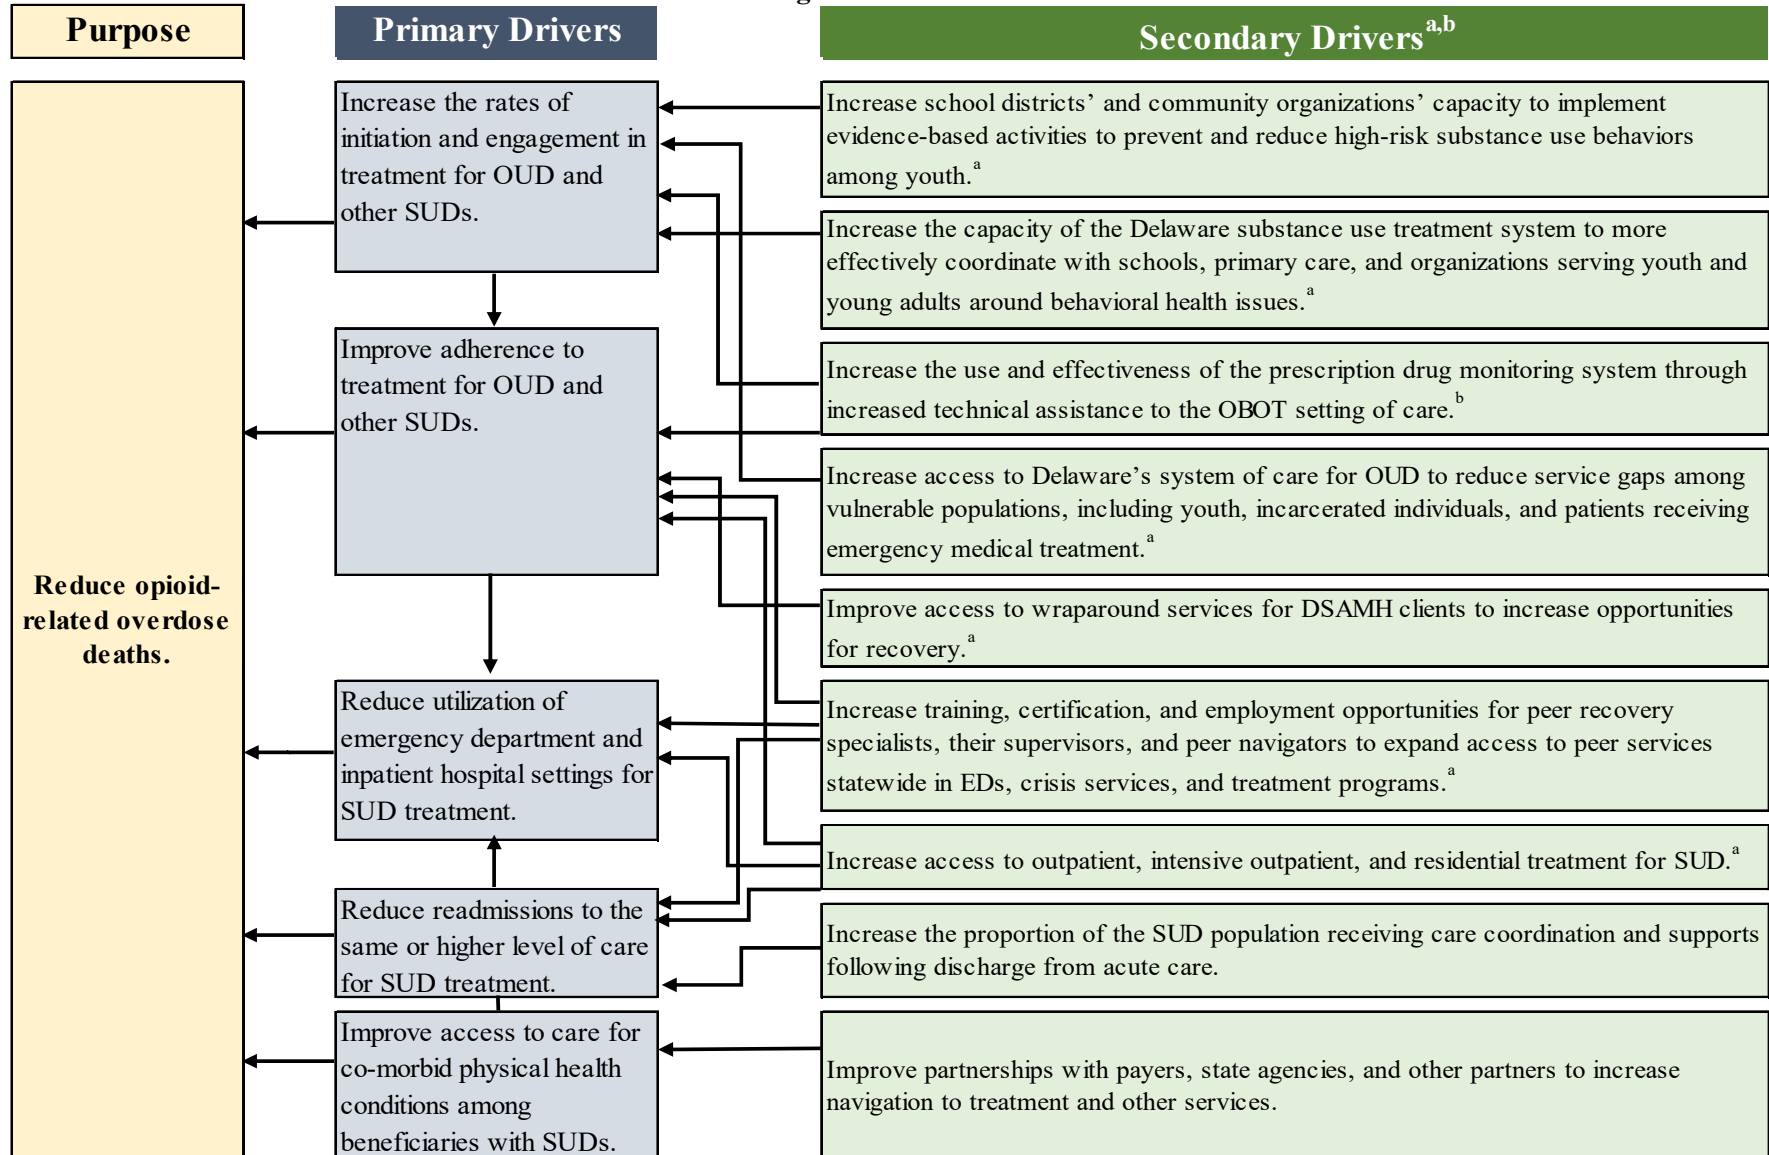 Purpose
Primary Drivers
Secondary Drivers a,b
Reduce opioid-
related overdose
deaths.
Increase the rates of
initiation and engagement in
treatment for OUD and
other SUDs.
Improve adherence to
treatment for OUD and
other SUDs.
Reduce utilization of
emergency department and
inpatient hospital settings for
SUD treatment.
Reduce readmissions to the
same or higher level of care
for SUD treatment.
Improve access to care for
co-morbid physical health
conditions among
beneficiaries with SUDs.
Increase school districts’ and community organizations’ capacity to implement
evidence-based activities to prevent and reduce high-risk substance use behaviors
among youth.a
Increase the capacity of the Delaware substance use treatment system to more
effectively coordinate with schools, primary care, and organizations serving youth and
young adults around behavioral health issues.a
Increase the use and effectiveness of the prescription drug monitoring system through
increased technical assistance to the OBOT setting of care.b
Increase access to Delaware’s system of care for OUD to reduce service gaps among
vulnerable populations, including youth, incarcerated individuals, and patients receiving
emergency medical treatment.a
Improve access to wraparound services for DSAMH clients to increase opportunities
for recovery.a
Increase training, certification, and employment opportunities for peer recovery
specialists, their supervisors, and peer navigators to expand access to peer services
statewide in EDs, crisis services, and treatment programs.a
Increase access to outpatient, intensive outpatient, and residential treatment for SUD.a
Increase the proportion of the SUD population receiving care coordination and supports
following discharge from acute care.
Improve partnerships with payers, state agencies, and other partners to increase
navigation to treatment and other services.